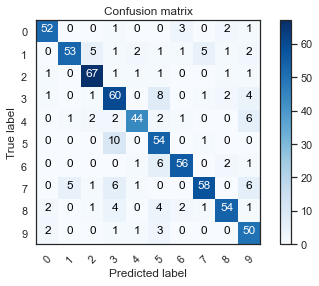 Confusion matrix
0 52 0 0 1 0 0 3 0 2 1
1 0 53 5 1 2 1 1 5 1 2
2 1 0 67 1 1 1 0 0 1 1
3 1 0 1 60 0 8 0 1 2 4
4 0 1 2 2 44 2 1 0 0 6
5 0 0 0 10 0 54 0 1 0 0
6 0 0 0 0 1 6 56 0 2 1
7 0 5 1 6 1 1 0 58 0 6
8 2 0 1 4 0 4 2 1 54 1
9 2 0 0 1 1 3 0 0 0 50
0 1 2 3 4 5 6 7 8 9
True label
Predicted label
60
50
40
30
20
10
0